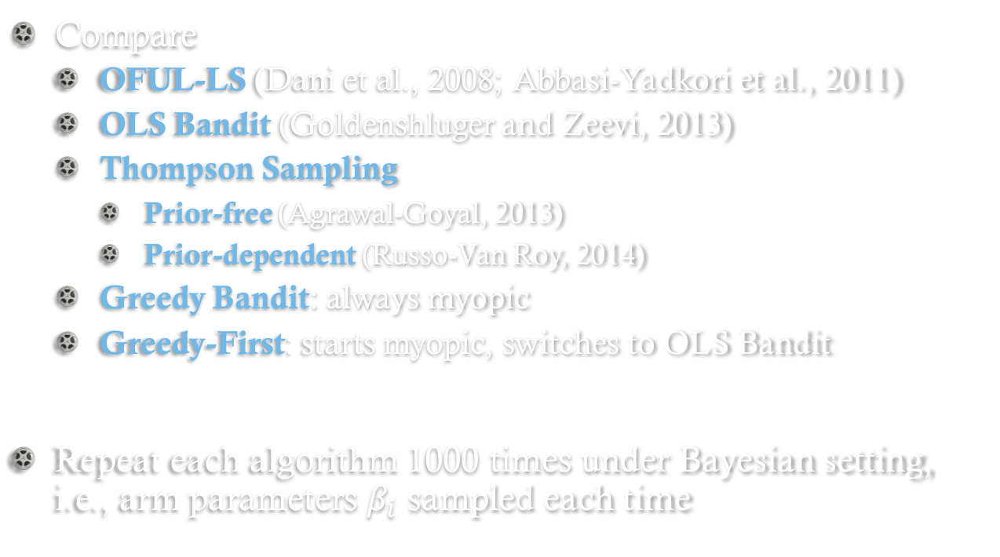 Compare
OFUL-LS (Dani et al., 2008; Abbasi-Yadkori et al., 2011)
OLS Bandit (Goldenshluger and Zeevi, 2013)
Thompson Sampling
Prior-free (Agrawal-Goyal, 2013)
Prior-dependent (Russo-Van Roy, 2014)
Greedy Bandit: always myopic
Greedy-First: starts myopic, switches to OLS Bandit
Repeat each algorithm 1000 times under Bayesian setting,
i.e., arm parameters βᵢ sampled each time